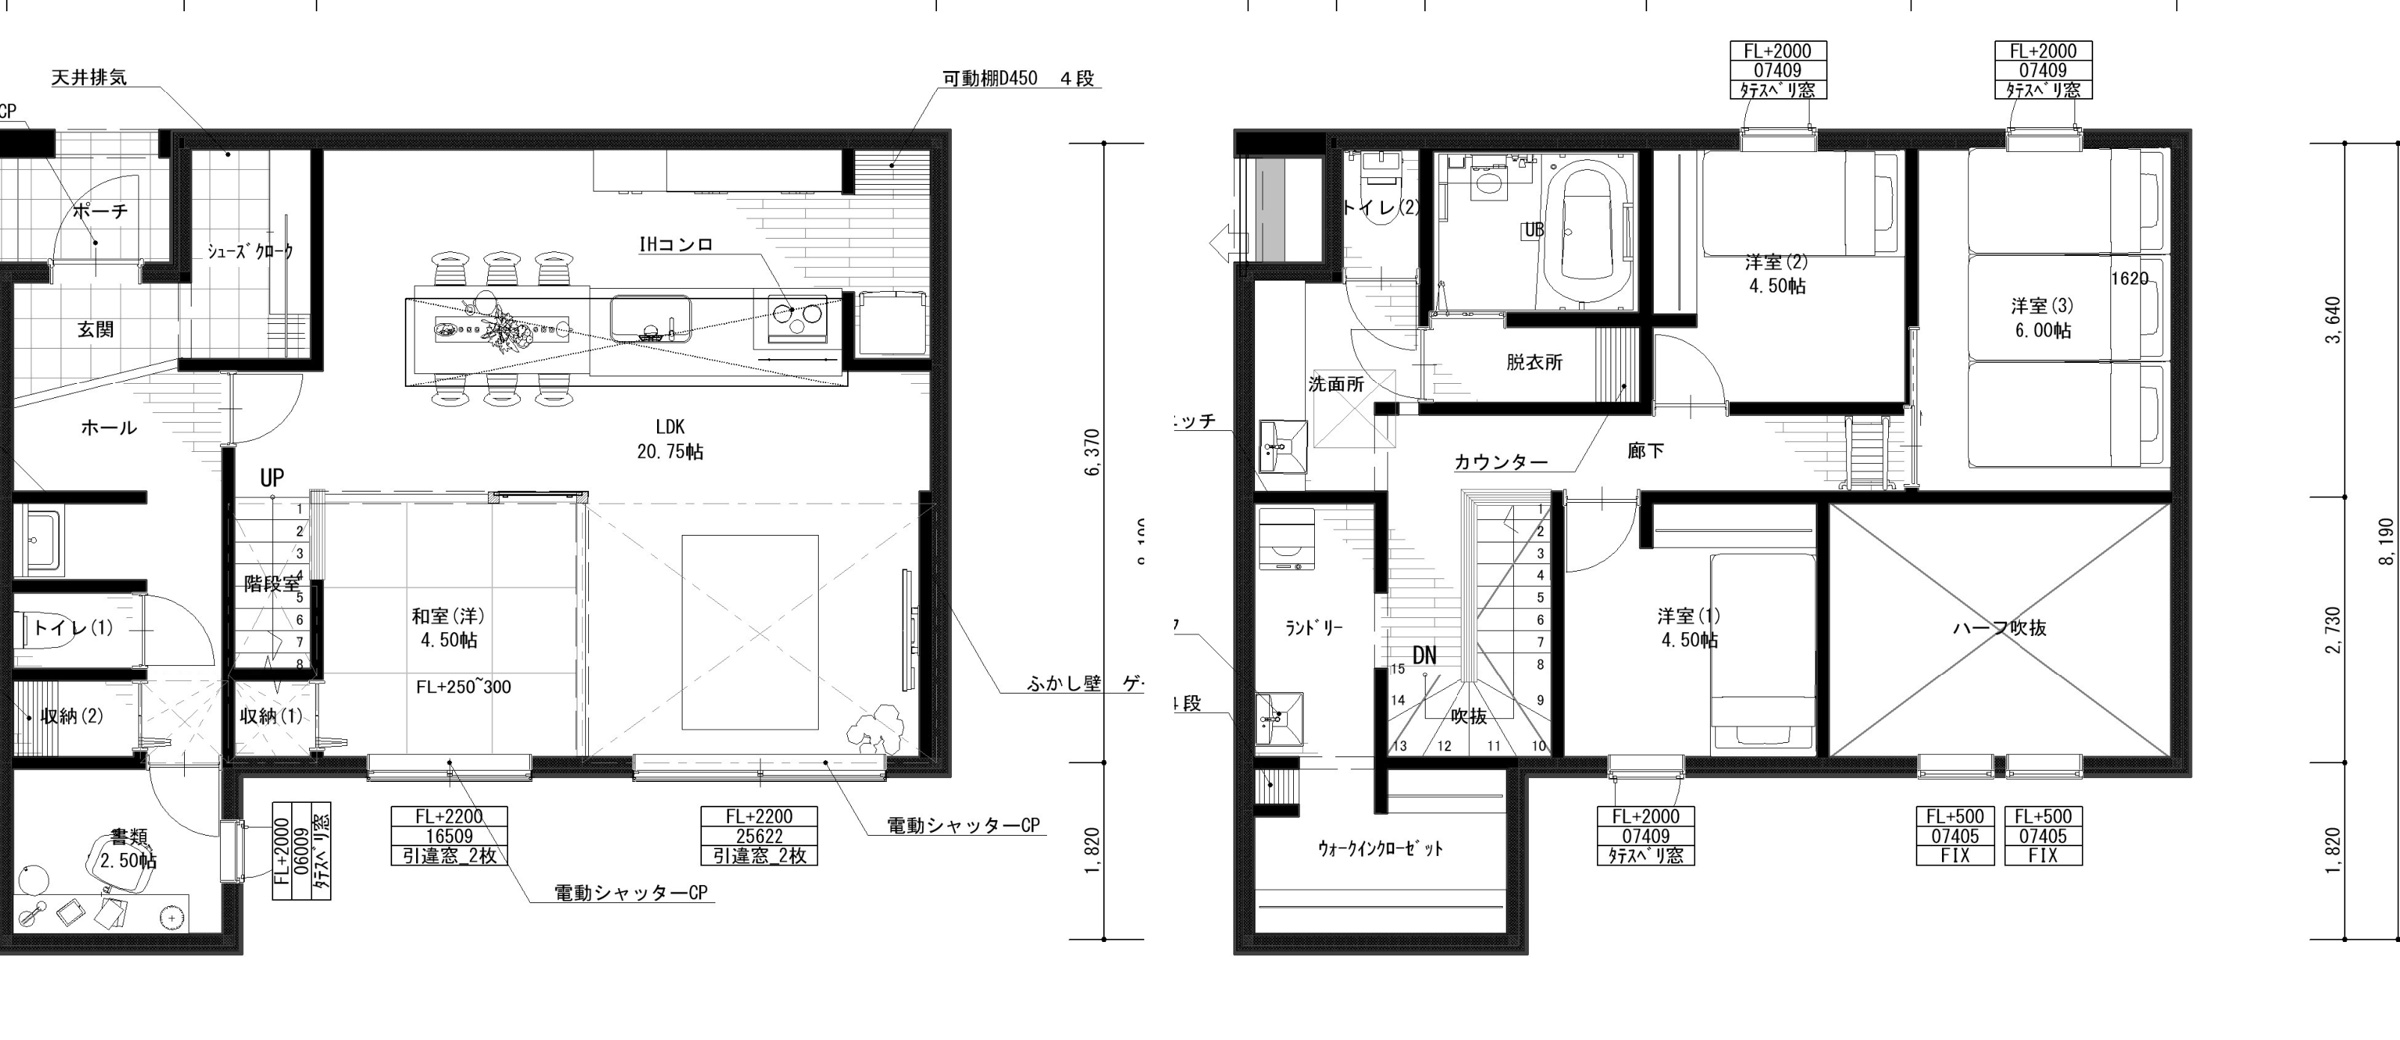 天井排気
CP
ポーチ
シューズクローク
玄関
ホール
UP
1
2
3
4
階段室
5
6
7
8
トイレ(1)
収納(2)
収納(1)
書類
2.50帖
FL+2000
06009
タテスベリ窓
可動棚D450 4段
IHコンロ
LDK
20.75帖
和室(洋)
4.50帖
FL+250~300
ふかし壁 ゲ
FL+2200
16509
引違窓_2枚
電動シャッターCP
FL+2200
25622
引違窓_2枚
電動シャッターCP
6,370
1,820
FL+2000
07409
タテスベリ窓
FL+2000
07409
タテスベリ窓
トイレ(2)
UB
洋室(2)
4.50帖
洋室(3)
6.00帖
1620
脱衣所
洗面所
ニッチ
カウンター
廊下
ランドリー
DN
1
2
3
4
5
6
7
8
9
10
11
12
13
14
15
吹抜
洋室(1)
4.50帖
ハーフ吹抜
4段
ウォークインクローゼット
FL+2000
07409
タテスベリ窓
FL+500
07405
FIX
FL+500
07405
FIX
3,640
2,730
1,820
8,190